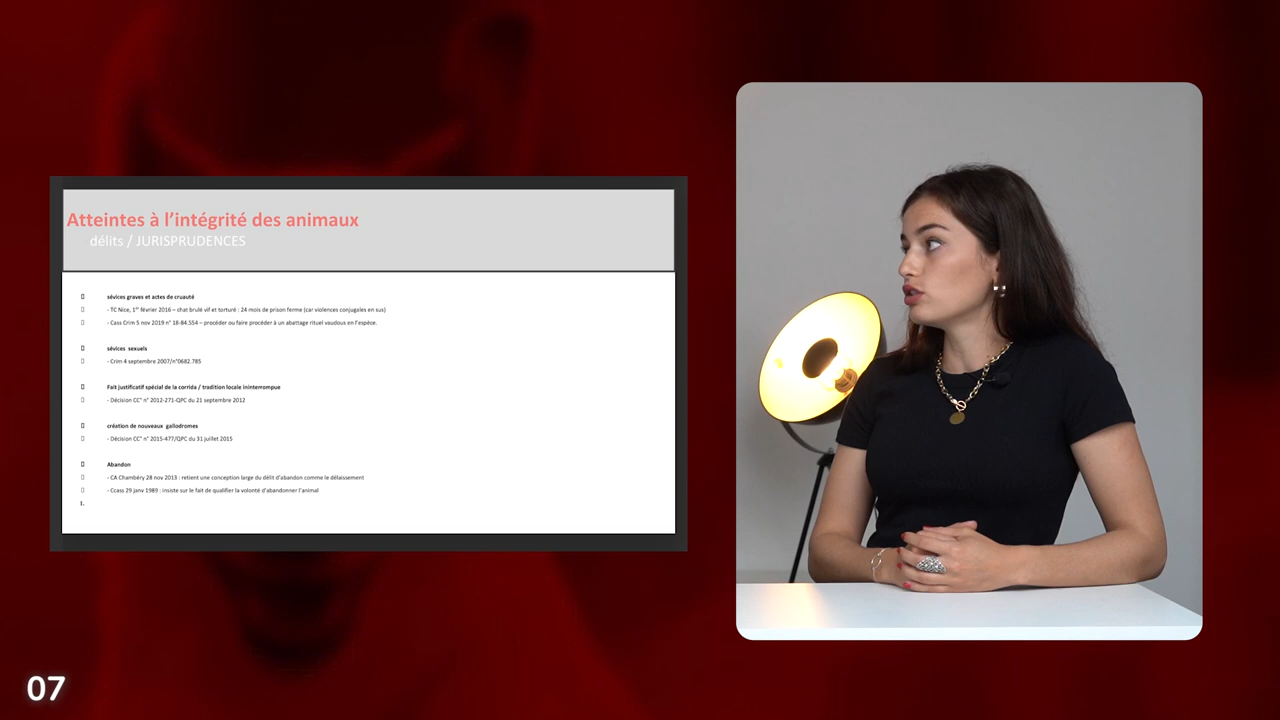 Atteintes à l’intégrité des animaux
délits / JURISPRUDENCES
sévices graves et actes de cruauté
- TC Nice, 1er février 2016 – chat brulé vif et torturé : 24 mois de prison ferme (car violences conjugales en sus)
- Cass Crim 5 nov 2019 n° 18-84.554 – procéder ou faire procéder à un abattage rituel vaudous en l’espèce.
sévices sexuels
- Crim 4 septembre 2007/n°0682.785
Fait justificatif spécial de la corrida / tradition locale ininterrompue
- Décision CC° n° 2012-271-QPC du 21 septembre 2012
création de nouveaux gallodromes
- Décision CC° n° 2015-477/QPC du 31 juillet 2015
Abandon
- CA Chambéry 28 nov 2013 : retient une conception large du délit d’abandon comme le délaissement
- Ccass 29 janv 1989 : insiste sur le fait de qualifier la volonté d’abandonner l’animal
I.
07